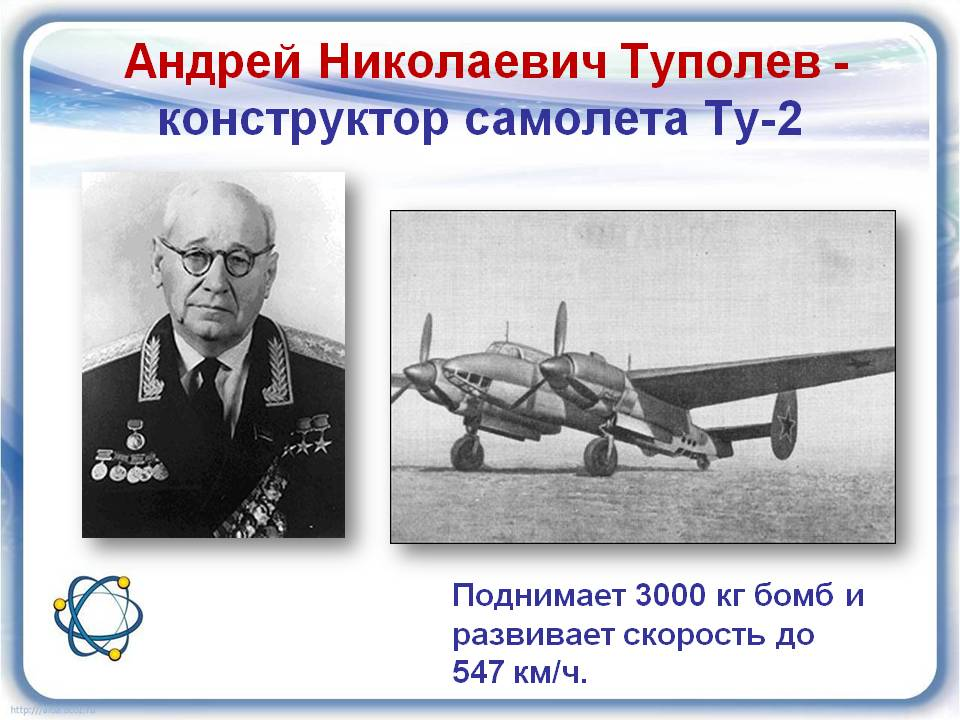 Андрей Николаевич Туполев -
конструктор самолета Ту-2
Поднимает 3000 кг бомб и
развивает скорость до
547 км/ч.